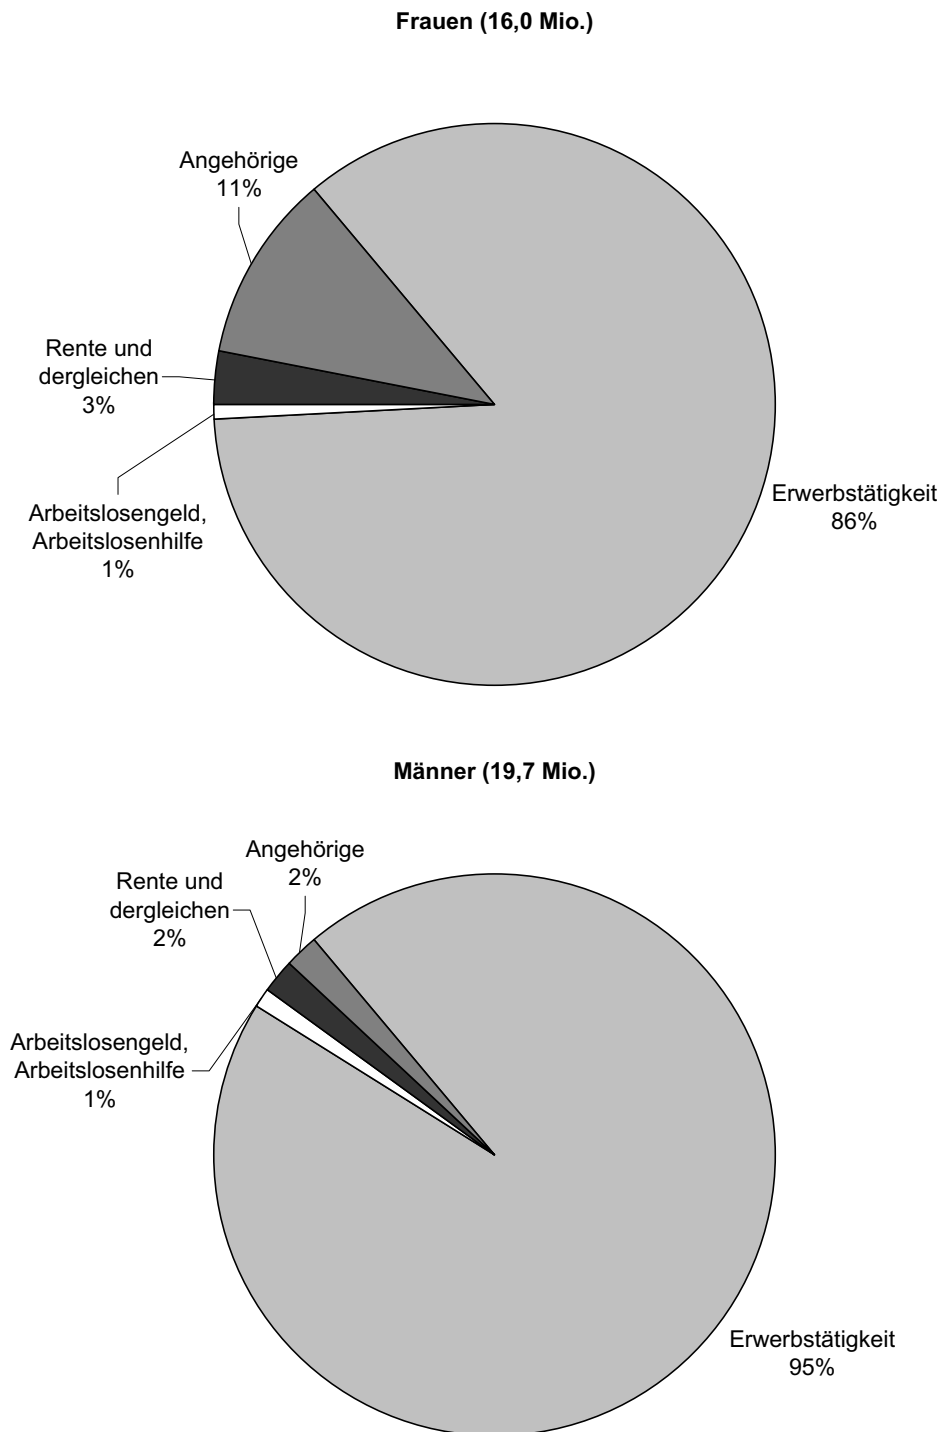 Frauen (16,0 Mio.)
Angehörige
11%
Rente und
dergleichen
3%
Arbeitslosengeld,
Arbeitslosenhilfe
1%
Erwerbstätigkeit
86%
Männer (19,7 Mio.)
Angehörige
2%
Rente und
dergleichen
2%
Arbeitslosengeld,
Arbeitslosenhilfe
1%
Erwerbstätigkeit
95%